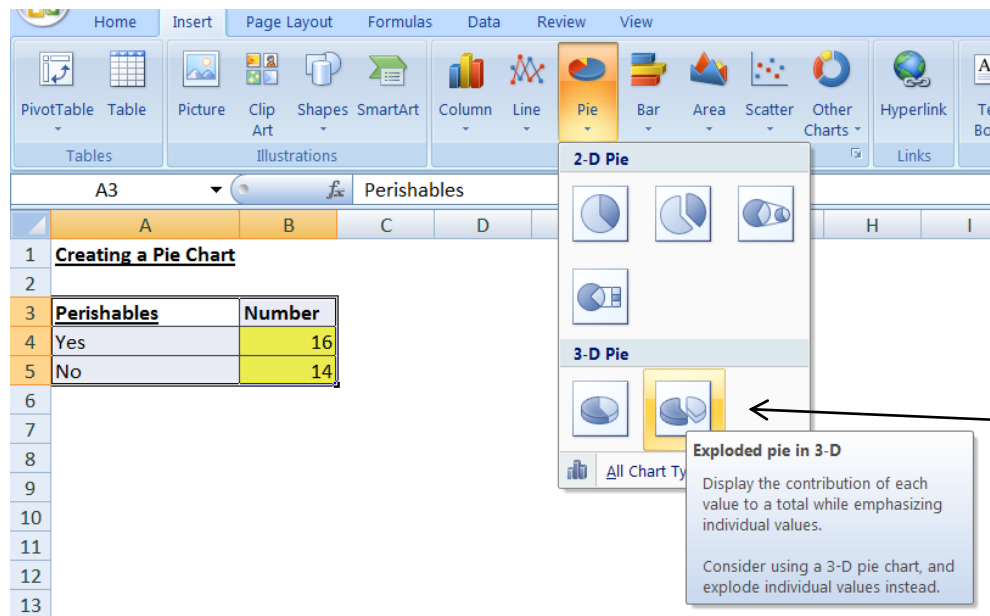 Home Insert Page Layout Formulas Data Review View
PivotTable Table Picture Clip Art Shapes SmartArt Column Line Pie Bar Area Scatter Other Charts Hyperlink
Tables Illustrations Links
A3 fx Perishables
2-D Pie
A B C D H I
1 Creating a Pie Chart
2
3 Perishables Number
4 Yes 16
5 No 14
3-D Pie
6
7
8
9
10
11
12
13
All Chart Ty
Exploded pie in 3-D
Display the contribution of each
value to a total while emphasizing
individual values.
Consider using a 3-D pie chart, and
explode individual values instead.